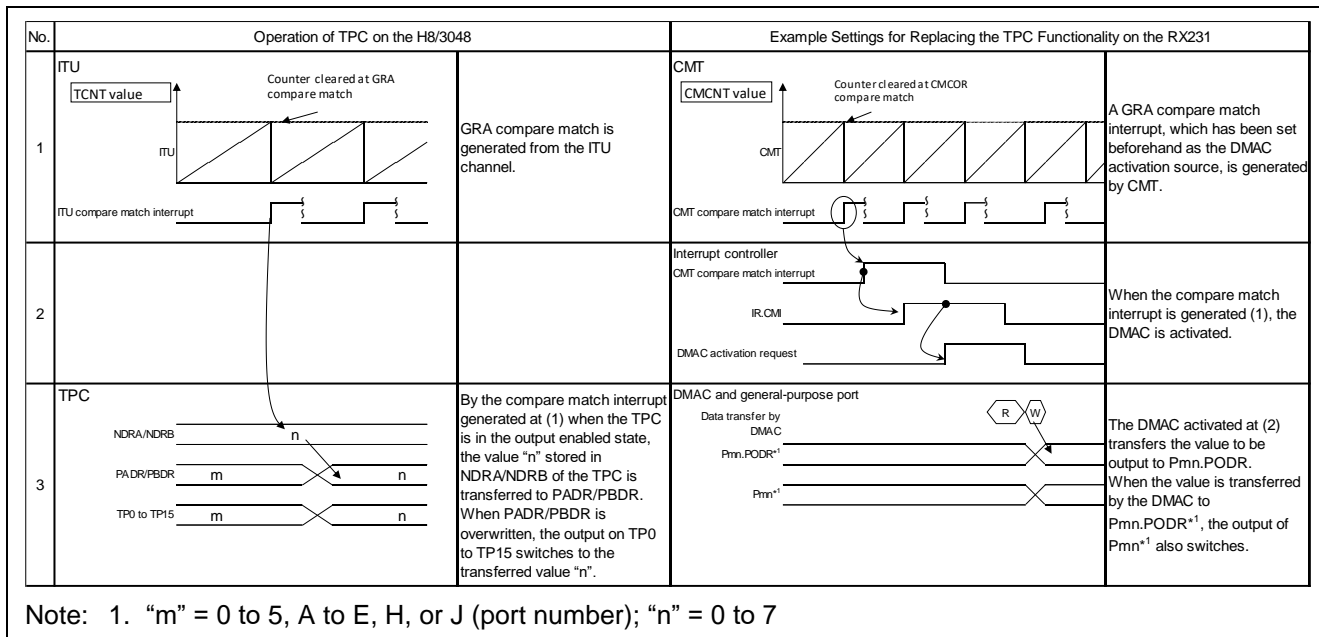 No.
Operation of TPC on the H8/3048
Example Settings for Replacing the TPC Functionality on the RX231
1
ITU
TCNT value
Counter cleared at GRA
compare match
ITU
ITU compare match interrupt
GRA compare match is
generated from the ITU
channel.
CMT
CMCNT value
Counter cleared at CMCOR
compare match
CMT
CMT compare match interrupt
A GRA compare match
interrupt, which has been set
beforehand as the DMAC
activation source, is generated
by CMT.
2
Interrupt controller
CMT compare match interrupt
IR.CMI
DMAC activation request
When the compare match
interrupt is generated (1), the
DMAC is activated.
3
TPC
NDRA/NDRB
n
PADR/PBDR
m
n
TP0 to TP15
m
n
By the compare match interrupt
generated at (1) when the TPC
is in the output enabled state,
the value “n” stored in
NDRA/NDRB of the TPC is
transferred to PADR/PBDR.
When PADR/PBDR is
overwritten, the output on TP0
to TP15 switches to the
transferred value “n”.
DMAC and general-purpose port
Data transfer by
DMAC
R
W
Pmn.PODR*1
Pmn*1
The DMAC activated at (2)
transfers the value to be
output to Pmn.PODR.
When the value is transferred
by the DMAC to
Pmn.PODR*1, the output of
Pmn*1 also switches.
Note: 1. “m” = 0 to 5, A to E, H, or J (port number); “n” = 0 to 7